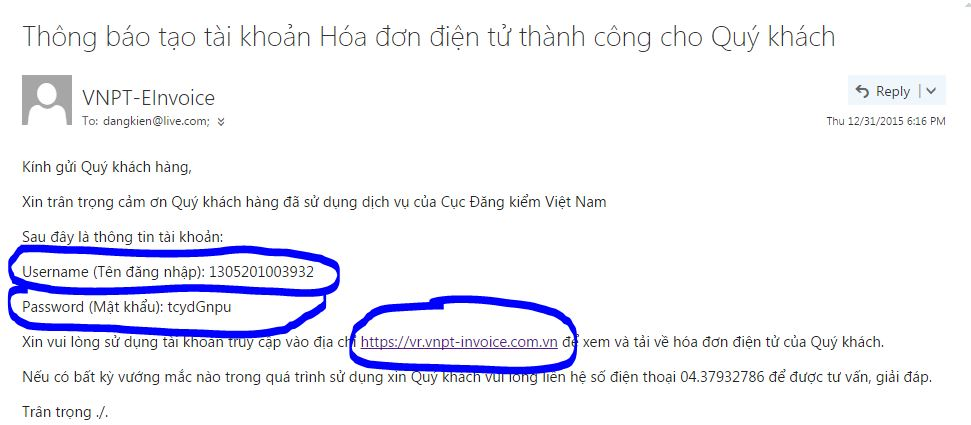 Thông báo tạo tài khoản Hóa đơn điện tử thành công cho Quý khách
VNPT-EInvoice
Reply
To: dangkien@live.com;
Thu 12/31/2015 6:16 PM
Kính gửi Quý khách hàng,
Xin trân trọng cảm ơn Quý khách hàng đã sử dụng dịch vụ của Cục Đăng kiểm Việt Nam
Sau đây là thông tin tài khoản:
Username (Tên đăng nhập): 1305201003932
Password (Mật khẩu): tcydGnpu
Xin vui lòng sử dụng tài khoản truy cập vào địa chỉ https://vr.vnpt-invoice.com.vn để xem và tải về hóa đơn điện tử của Quý khách.
Nếu có bất kỳ vướng mắc nào trong quá trình sử dụng xin Quý khách vui lòng liên hệ số điện thoại 04.37932786 để được tư vấn, giải đáp.
Trân trọng ./.